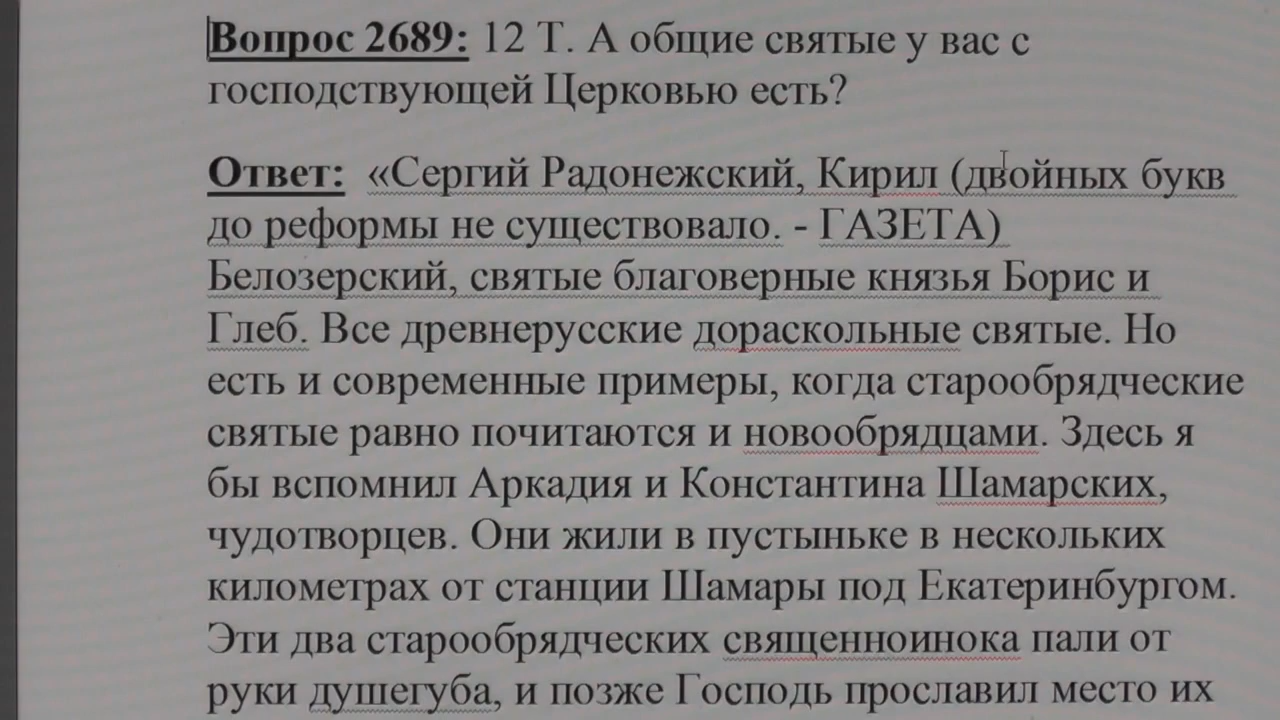 Вопрос 2689: 12 Т. А общие святые у вас с
господствующей Церковью есть?
Ответ: «Сергий Радонежский, Кирил (двойных букв
до реформы не существовало. - ГАЗЕТА)
Белозерский, святые благоверные князья Борис и
Глеб. Все древнерусские дораскольные святые. Но
есть и современные примеры, когда старообрядческие
святые равно почитаются и новообрядцами. Здесь я
бы вспомнил Аркадия и Константина Шамарских,
чудотворцев. Они жили в пустыньке в нескольких
километрах от станции Шамары под Екатеринбургом.
Эти два старообрядческих священноинока пали от
руки душегуба, и позже Господь прославил место их